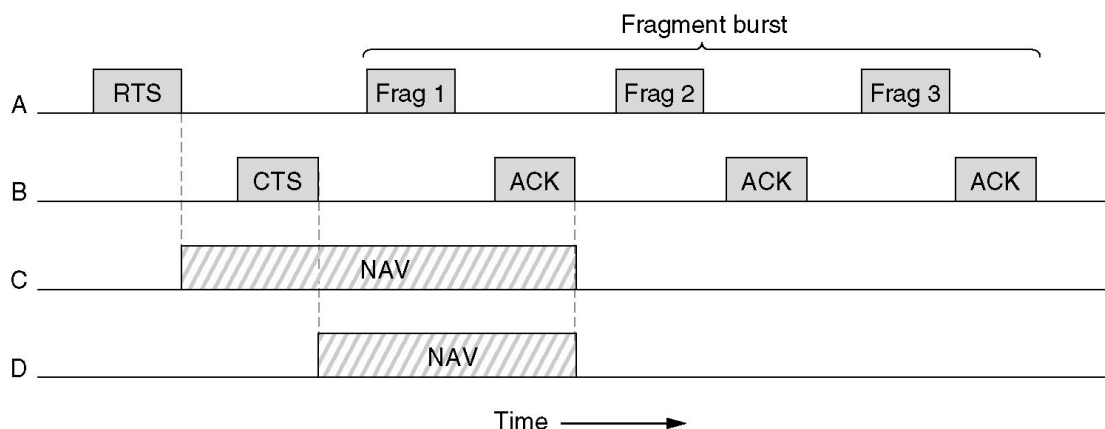 Fragment burst
A RTS Frag 1 Frag 2 Frag 3
B CTS ACK ACK ACK
C NAV
D NAV
Time